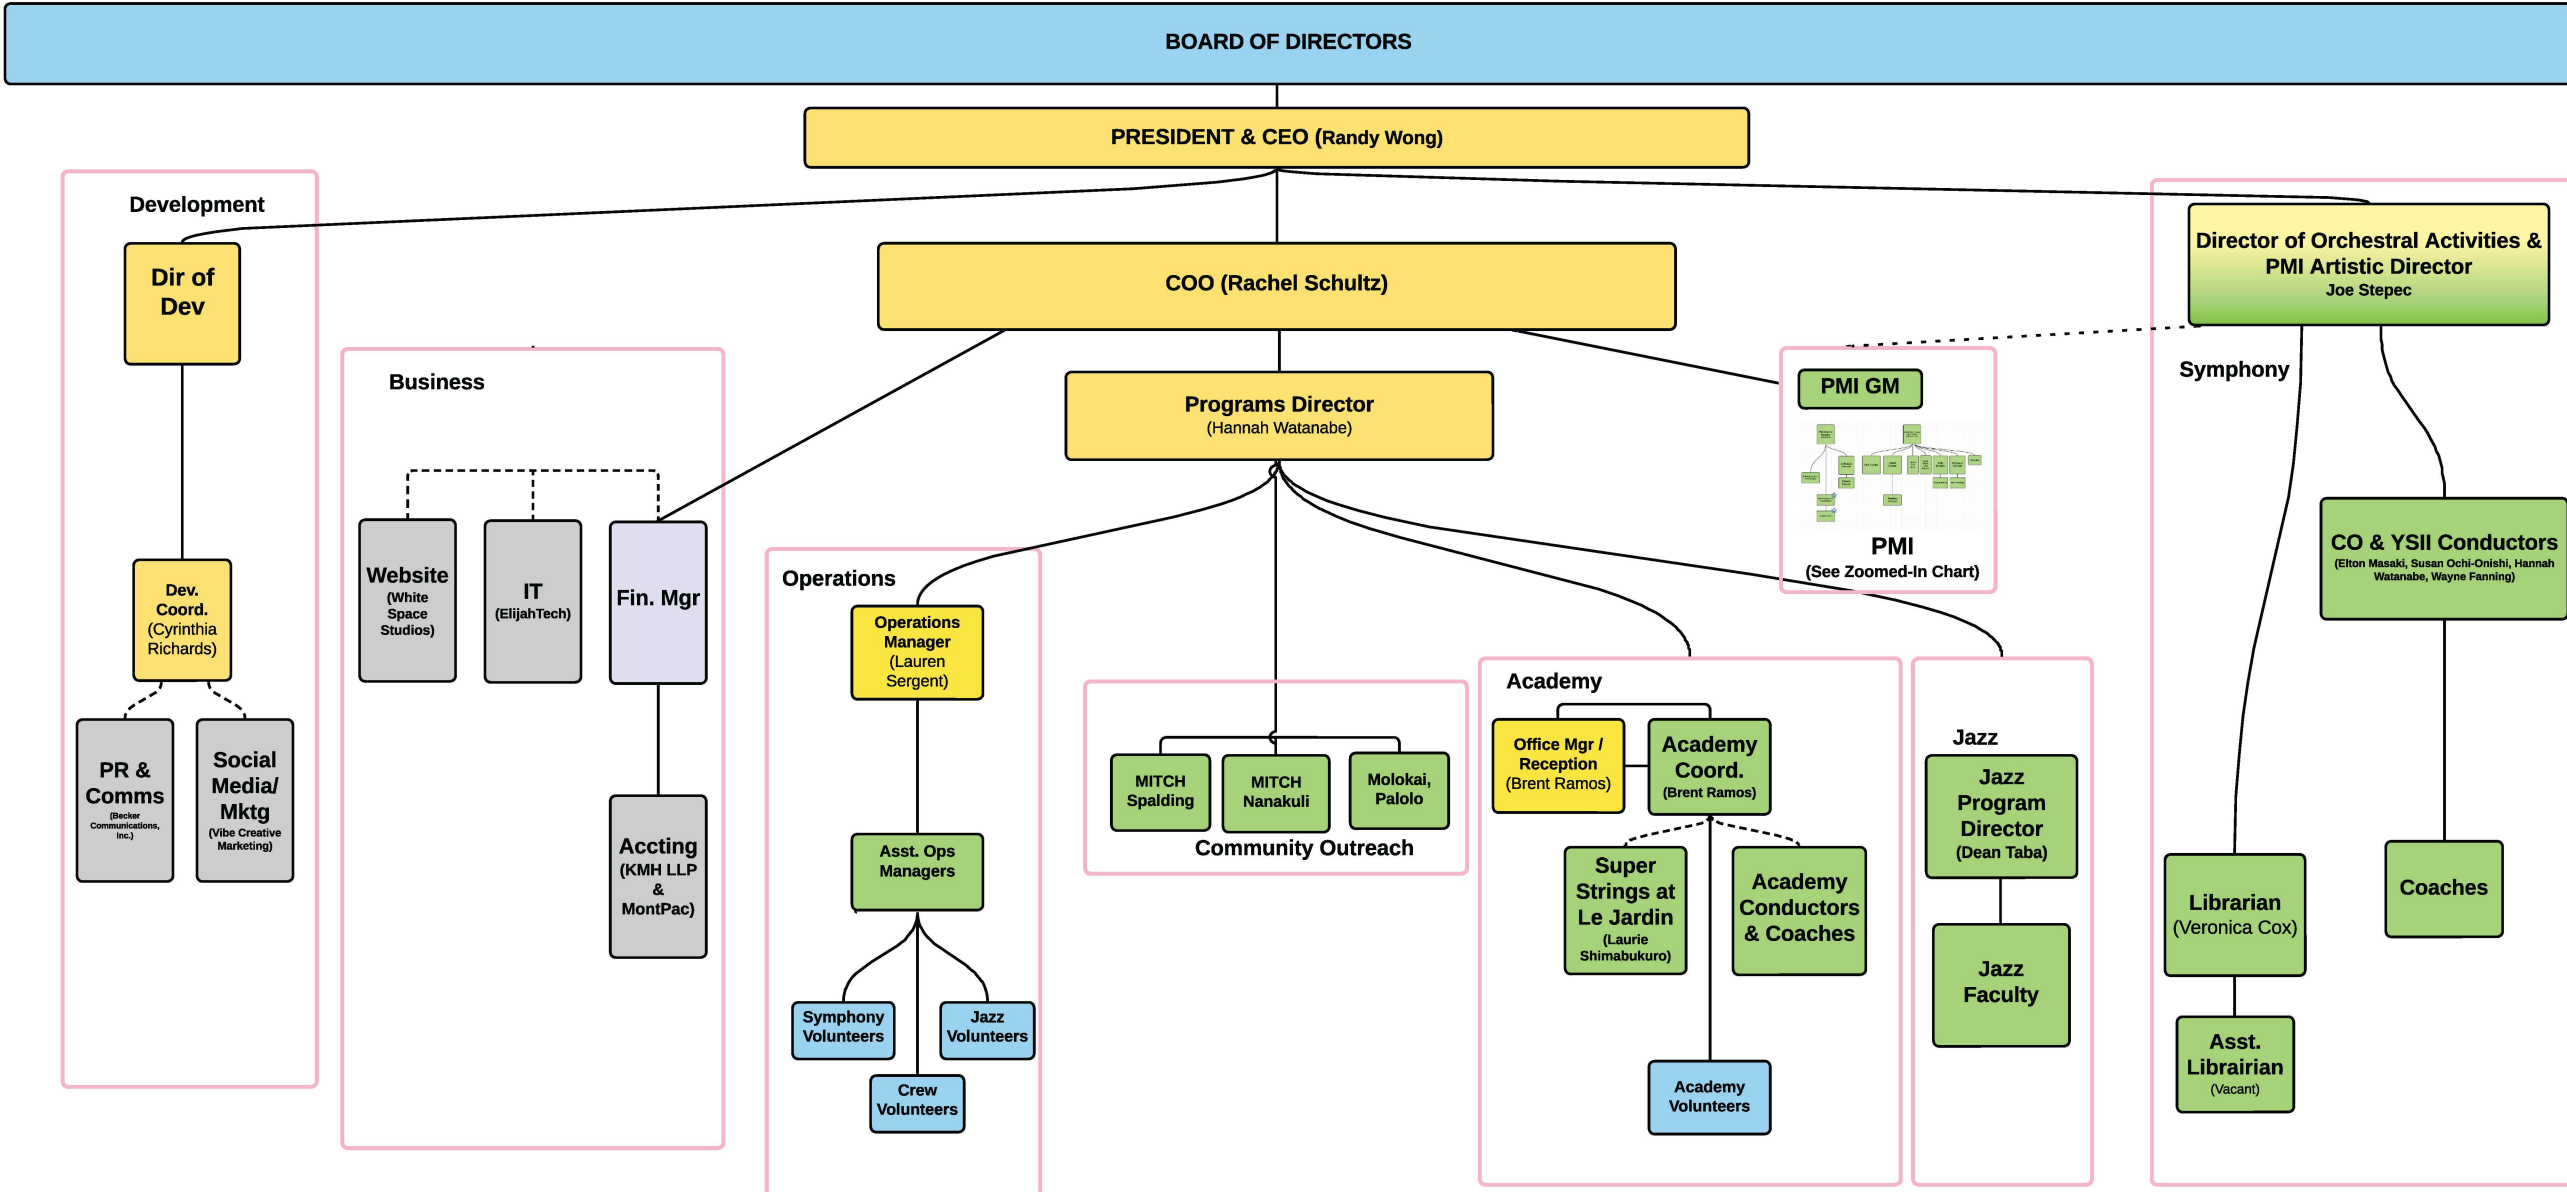 BOARD OF DIRECTORS
PRESIDENT & CEO (Randy Wong)
Development
Dir of
Dev
Dev.
Coord.
(Cyrinthia
Richards)
PR &
Comms
(Becker
Communications,
Inc.)
Social
Media/
Mktg
(Vibe Creative
Marketing)
COO (Rachel Schultz)
Business
Website
(White
Space
Studios)
IT
(ElijahTech)
Fin. Mgr
Accting
(KMH LLP
&
MontPac)
Programs Director
(Hannah Watanabe)
Operations
Operations
Manager
(Lauren
Sergent)
Asst. Ops
Managers
Symphony
Volunteers
Jazz
Volunteers
Crew
Volunteers
MITCH
Spalding
MITCH
Nanakuli
Molokai,
Palolo
Community Outreach
Academy
Office Mgr /
Reception
(Brent Ramos)
Academy
Coord.
(Brent Ramos)
Super
Strings at
Le Jardin
(Laurie
Shimabukuro)
Academy
Conductors
& Coaches
Academy
Volunteers
Jazz
Jazz
Program
Director
(Dean Taba)
Jazz
Faculty
PMI GM
PMI
(See Zoomed-In Chart)
Director of Orchestral Activities &
PMI Artistic Director
Joe Stepec
Symphony
CO & YSII Conductors
(Elton Masaki, Susan Ochi-Onishi, Hannah
Watanabe, Wayne Fanning)
Coaches
Librarian
(Veronica Cox)
Asst.
Librairian
(Vacant)